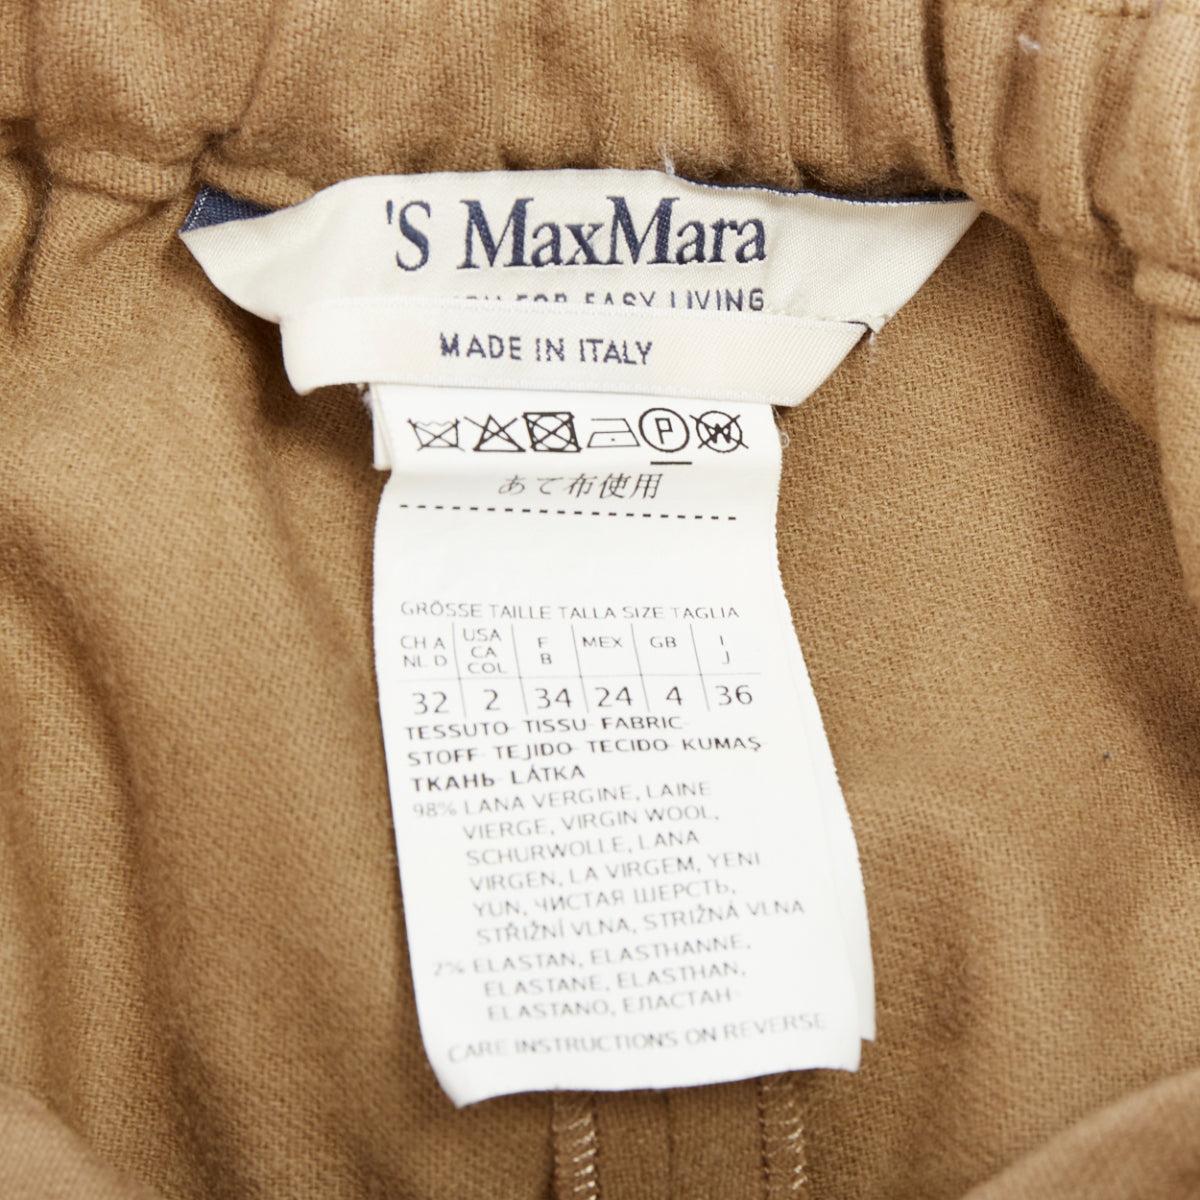 'S MaxMara
FOR EASY LIVING
MADE IN ITALY
P W
あて布使用
GRÖSSE TAILLE TALLA SIZE TAGLIA
CH A USA F MEX GB I
NL D CA B J
COL
32 2 34 24 4 36
TESSUTO- TISSU- FABRIC-
STOFF- TEJIDO- TECIDO- KUMAŞ
ТКАНЬ- LÁTKA
98% LANA VERGINE, LAINE
VIERGE, VIRGIN WOOL,
SCHURWOLLE, LANA
VIRGEN, LA VIRGEM, YENI
YUN, ЧИСТАЯ ШЕРСТЬ,
STŘIŽNÍ VLNA, STRIŽNÁ VLNA
2% ELASTAN, ELASTHANNE,
ELASTANE, ELASTHAN,
ELASTANO, ЕЛАСТАН-
CARE INSTRUCTIONS ON REVERSE